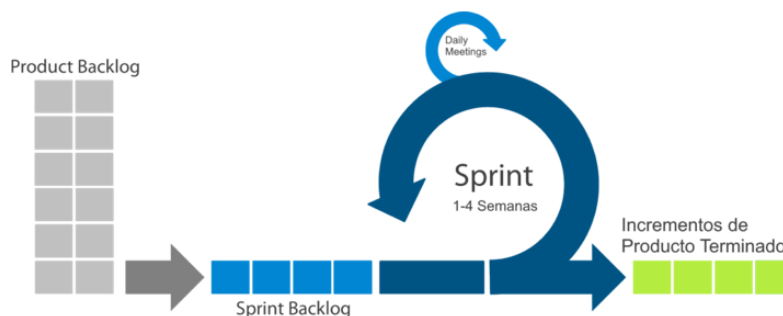 Daily
Meetings
Product Backlog
Sprint
1-4 Semanas
Incrementos de
Producto Terminado
Sprint Backlog